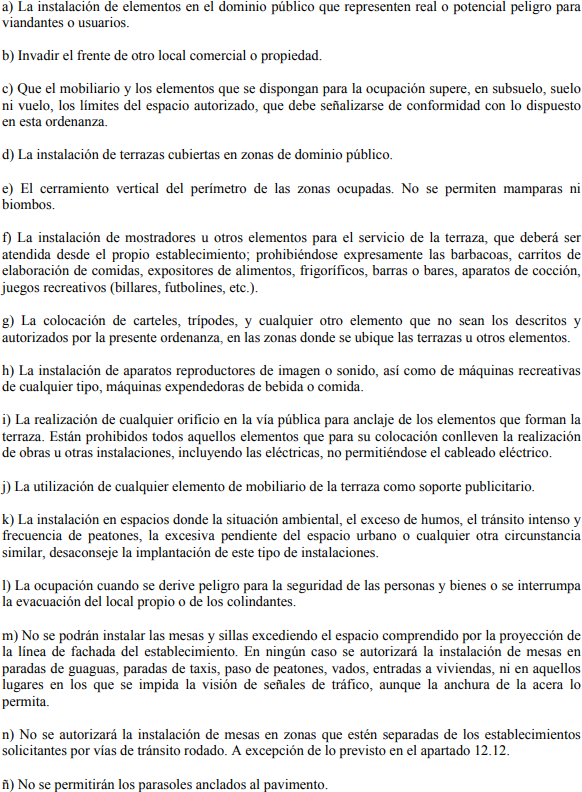 a) La instalación de elementos en el dominio público que representen real o potencial peligro para
viandantes o usuarios.
b) Invadir el frente de otro local comercial o propiedad.
c) Que el mobiliario y los elementos que se dispongan para la ocupación supere, en subsuelo, suelo
ni vuelo, los límites del espacio autorizado, que debe señalizarse de conformidad con lo dispuesto
en esta ordenanza.
d) La instalación de terrazas cubiertas en zonas de dominio público.
e) El cerramiento vertical del perímetro de las zonas ocupadas. No se permiten mamparas ni
biombos.
f) La instalación de mostradores u otros elementos para el servicio de la terraza, que deberá ser
atendida desde el propio establecimiento; prohibiéndose expresamente las barbacoas, carritos de
elaboración de comidas, expositores de alimentos, frigoríficos, barras o bares, aparatos de cocción,
juegos recreativos (billares, futbolines, etc.).
g) La colocación de carteles, trípodes, y cualquier otro elemento que no sean los descritos y
autorizados por la presente ordenanza, en las zonas donde se ubique las terrazas u otros elementos.
h) La instalación de aparatos reproductores de imagen o sonido, así como de máquinas recreativas
de cualquier tipo, máquinas expendedoras de bebida o comida.
i) La realización de cualquier orificio en la vía pública para anclaje de los elementos que forman la
terraza. Están prohibidos todos aquellos elementos que para su colocación conlleven la realización
de obras u otras instalaciones, incluyendo las eléctricas, no permitiéndose el cableado eléctrico.
j) La utilización de cualquier elemento de mobiliario de la terraza como soporte publicitario.
k) La instalación en espacios donde la situación ambiental, el exceso de humos, el tránsito intenso y
frecuencia de peatones, la excesiva pendiente del espacio urbano o cualquier otra circunstancia
similar, desaconseje la implantación de este tipo de instalaciones.
l) La ocupación cuando se derive peligro para la seguridad de las personas y bienes o se interrumpa
la evacuación del local propio o de los colindantes.
m) No se podrán instalar las mesas y sillas excediendo el espacio comprendido por la proyección de
la línea de fachada del establecimiento. En ningún caso se autorizará la instalación de mesas en
paradas de guaguas, paradas de taxis, paso de peatones, vados, entradas a viviendas, ni en aquellos
lugares en los que se impida la visión de señales de tráfico, aunque la anchura de la acera lo
permita.
n) No se autorizará la instalación de mesas en zonas que estén separadas de los establecimientos
solicitantes por vías de tránsito rodado. A excepción de lo previsto en el apartado 12.12.
ñ) No se permitirán los parasoles anclados al pavimento.